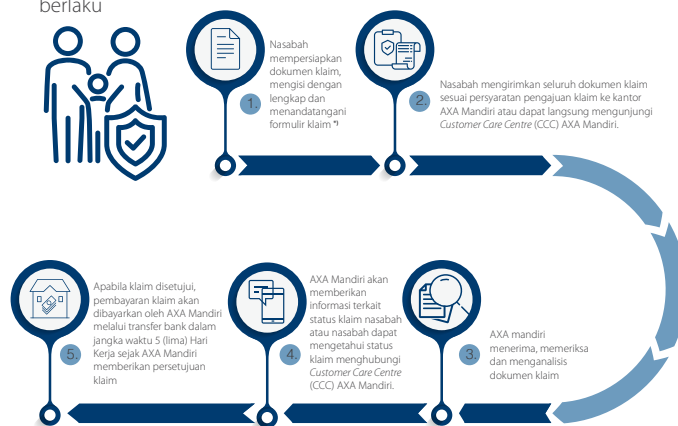 berlaku
1.
Nasabah
mempersiapkan
dokumen klaim,
mengisi dengan
lengkap dan
menandatangani
formulir klaim *)
2.
Nasabah mengirimkan seluruh dokumen klaim
sesuai persyaratan pengajuan klaim ke kantor
AXA Mandiri atau dapat langsung mengunjungi
Customer Care Centre (CCC) AXA Mandiri.
3.
AXA mandiri
menerima, memeriksa
dan menganalisis
dokumen klaim
4.
AXA Mandiri akan
memberikan
informasi terkait
status klaim nasabah
atau nasabah dapat
mengetahui status
klaim menghubungi
Customer Care Centre
(CCC) AXA Mandiri.
5.
Apabila klaim disetujui,
pembayaran klaim akan
dibayarkan oleh AXA Mandiri
melalui transfer bank dalam
jangka waktu 5 (lima) Hari
Kerja sejak AXA Mandiri
memberikan persetujuan
klaim